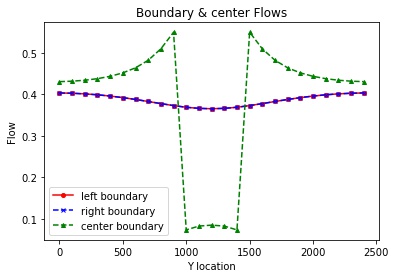 Boundary & center Flows
0.5
0.4
0.3
0.2
0.1
Flow
left boundary
right boundary
center boundary
0 500 1000 1500 2000 2500
Y location